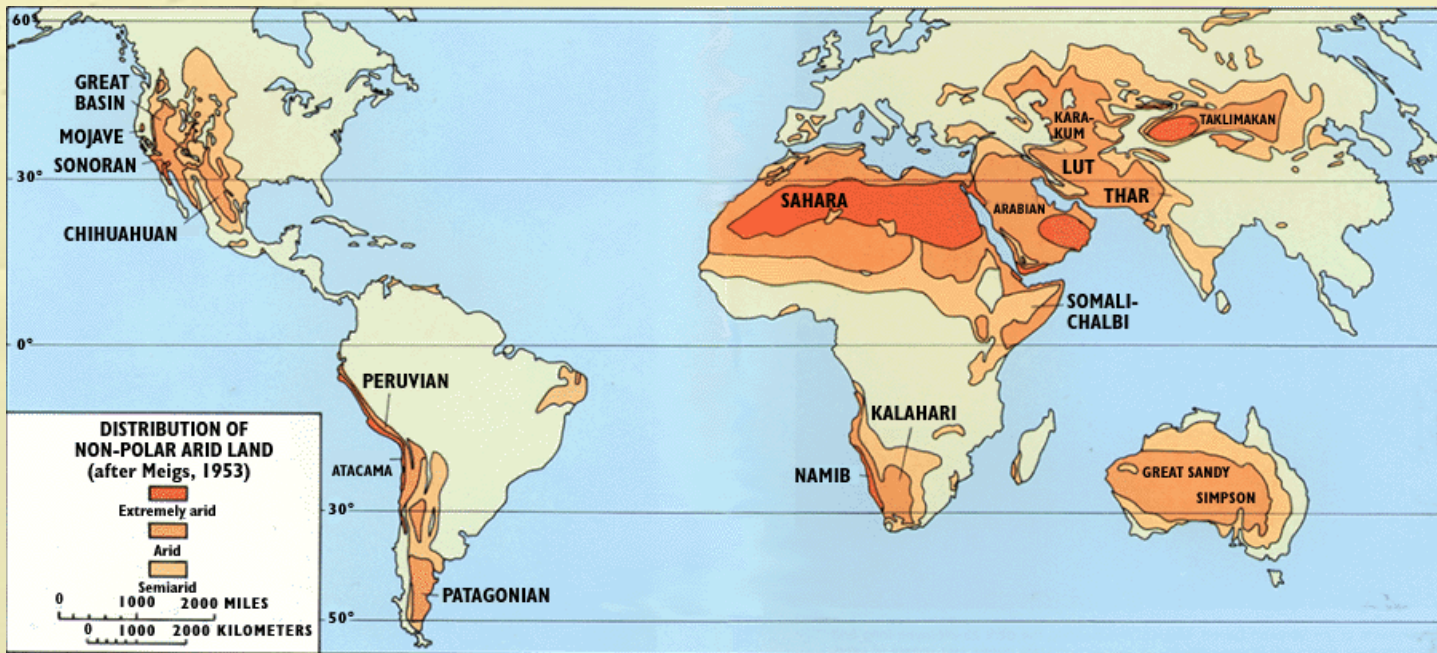 60°
GREAT
BASIN
MOJAVE
SONORAN
30°
CHIHUAHUAN
KARA-
KUM
TAKLIMAKAN
LUT
THAR
SAHARA
ARABIAN
SOMALI-
CHALBI
0°
PERUVIAN
KALAHARI
ATACAMA
NAMIB
GREAT SANDY
SIMPSON
30°
PATAGONIAN
50°
DISTRIBUTION OF
NON-POLAR ARID LAND
(after Meigs, 1953)
Extremely arid
Arid
Semiarid
0 1000 2000 MILES
0 1000 2000 KILOMETERS